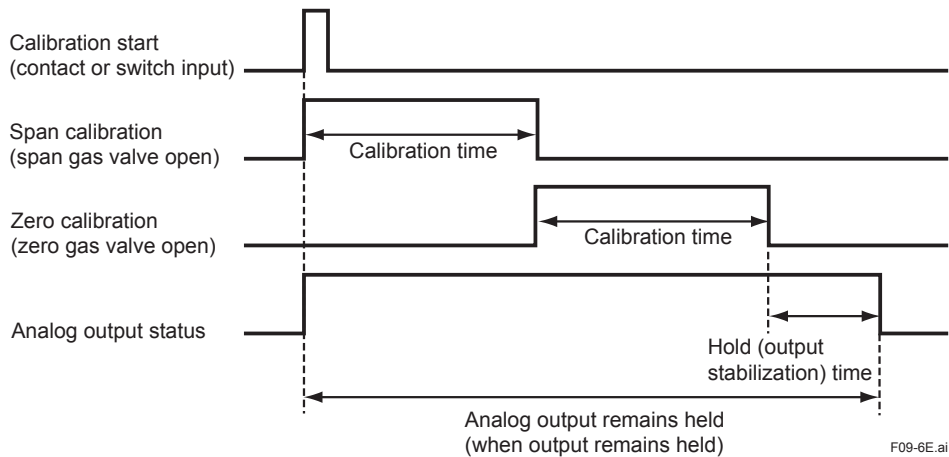 Calibration start
(contact or switch input)
Span calibration
(span gas valve open)
Calibration time
Zero calibration
(zero gas valve open)
Calibration time
Analog output status
Hold (output
stabilization) time
Analog output remains held
(when output remains held)
F09-6E.ai